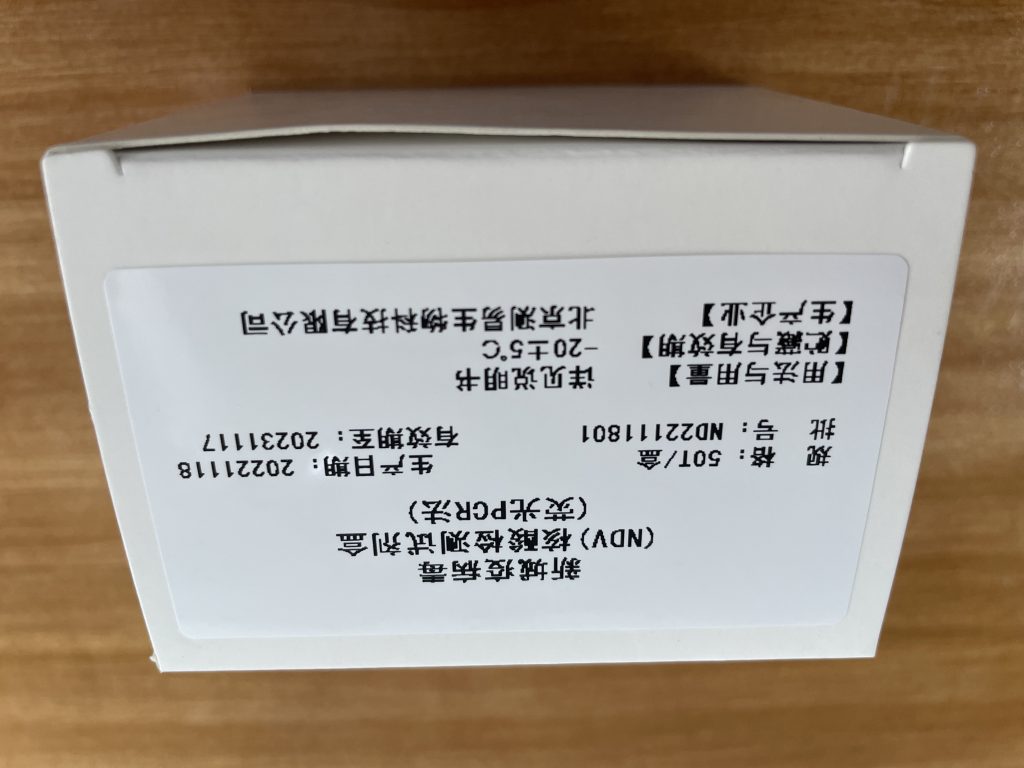 新城疫病毒
(NDV)核酸检测试剂盒
(荧光PCR法)
规 格: 50T/盒 生产日期: 20221118
批 号: ND22111801 有效期至: 20231117
【用法与用量】 详见说明书
【贮藏与有效期】 -20±5℃
【生产企业】 北京测易生物科技有限公司